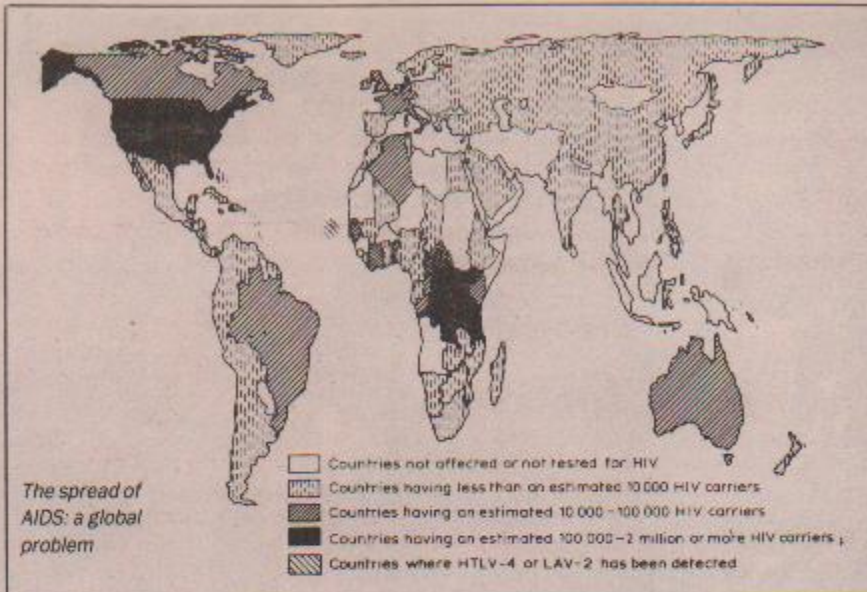 Countries not affected or not tested for HIV
Countries having less than an estimated 10 000 HIV carriers
Countries having an estimated 10 000-100 000 HIV carriers
Countries having an estimated 100 000-2 million or more HIV carriers;
Countries where HTLV-4 or LAV-2 has been detected
The spread of
AIDS: a global
problem